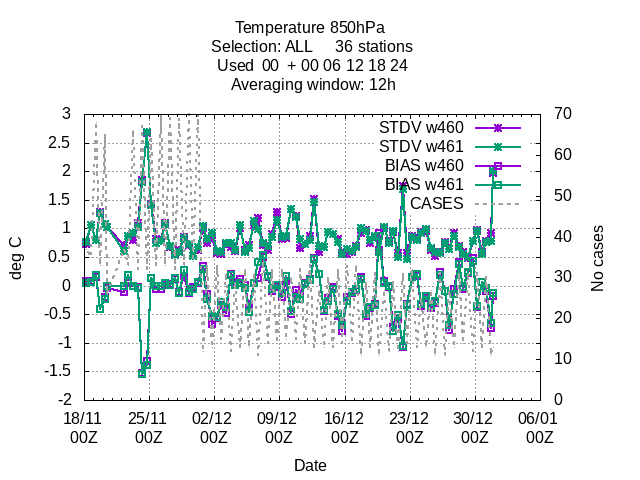 Temperature 850hPa
Selection: ALL 36 stations
Used 00 + 00 06 12 18 24
Averaging window: 12h
3
2.5
2
1.5
1
0.5
0
-0.5
-1
-1.5
-2
deg C
70
60
50
40
30
20
10
0
No cases
STDV w460
STDV w461
BIAS w460
BIAS w461
CASES
18/11 25/11 02/12 09/12 16/12 23/12 30/12 06/01
00Z 00Z 00Z 00Z 00Z 00Z 00Z 00Z
Date